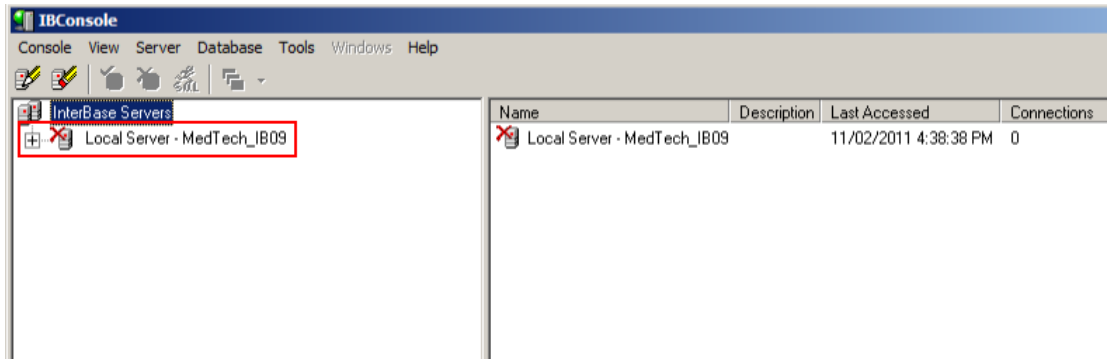 IBConsole
Console View Server Database Tools Windows Help
SQL
InterBase Servers
Local Server - MedTech_IB09
Name Description Last Accessed Connections
Local Server - MedTech_IB09 11/02/2011 4:38:38 PM 0